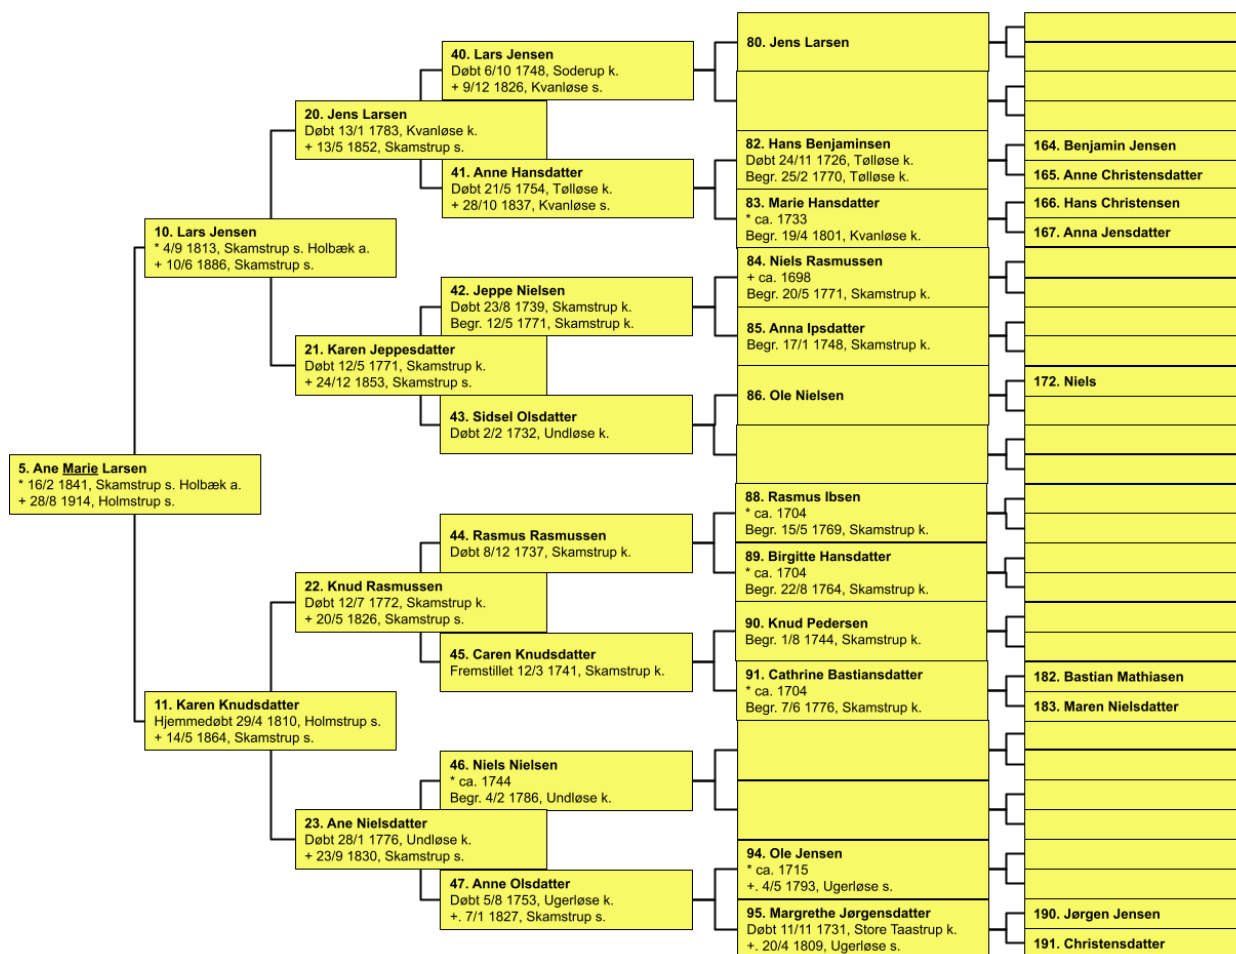 5. Ane Marie Larsen
* 16/2 1841, Skamstrup s. Holbæk a.
+ 28/8 1914, Holmstrup s.
10. Lars Jensen
* 4/9 1813, Skamstrup s. Holbæk a.
+ 10/6 1886, Skamstrup s.
11. Karen Knudsdatter
Hjemmedøbt 29/4 1810, Holmstrup s.
+ 14/5 1864, Skamstrup s.
20. Jens Larsen
Døbt 13/1 1783, Kvanløse k.
+ 13/5 1852, Skamstrup s.
21. Karen Jeppesdatter
Døbt 12/5 1771, Skamstrup k.
+ 24/12 1853, Skamstrup s.
22. Knud Rasmussen
Døbt 12/7 1772, Skamstrup k.
+ 20/5 1826, Skamstrup s.
23. Ane Nielsdatter
Døbt 28/1 1776, Undløse k.
+ 23/9 1830, Skamstrup s.
40. Lars Jensen
Døbt 6/10 1748, Soderup k.
+ 9/12 1826, Kvanløse s.
41. Anne Hansdatter
Døbt 21/5 1754, Tølløse k.
+ 28/10 1837, Kvanløse s.
42. Jeppe Nielsen
Døbt 23/8 1739, Skamstrup k.
Begr. 12/5 1771, Skamstrup k.
43. Sidsel Olsdatter
Døbt 2/2 1732, Undløse k.
44. Rasmus Rasmussen
Døbt 8/12 1737, Skamstrup k.
45. Caren Knudsdatter
Fremstillet 12/3 1741, Skamstrup k.
46. Niels Nielsen
* ca. 1744
Begr. 4/2 1786, Undløse k.
47. Anne Olsdatter
Døbt 5/8 1753, Ugerløse k.
+. 7/1 1827, Skamstrup s.
80. Jens Larsen
82. Hans Benjaminsen
Døbt 24/11 1726, Tølløse k.
Begr. 25/2 1770, Tølløse k.
83. Marie Hansdatter
* ca. 1733
Begr. 19/4 1801, Kvanløse k.
84. Niels Rasmussen
+ ca. 1698
Begr. 20/5 1771, Skamstrup k.
85. Anna Ipsdatter
Begr. 17/1 1748, Skamstrup k.
86. Ole Nielsen
88. Rasmus Ibsen
* ca. 1704
Begr. 15/5 1769, Skamstrup k.
89. Birgitte Hansdatter
* ca. 1704
Begr. 22/8 1764, Skamstrup k.
90. Knud Pedersen
Begr. 1/8 1744, Skamstrup k.
91. Cathrine Bastiansdatter
* ca. 1704
Begr. 7/6 1776, Skamstrup k.
94. Ole Jensen
* ca. 1715
+. 4/5 1793, Ugerløse s.
95. Margrethe Jørgensdatter
Døbt 11/11 1731, Store Taastrup k.
+. 20/4 1809, Ugerløse s.
164. Benjamin Jensen
165. Anne Christensdatter
166. Hans Christensen
167. Anna Jensdatter
172. Niels
182. Bastian Mathiasen
183. Maren Nielsdatter
190. Jørgen Jensen
191. Christensdatter